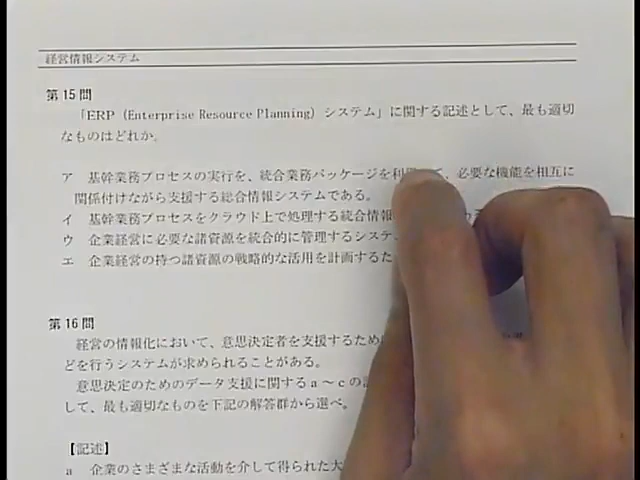 経営情報システム
第15問
「ERP (Enterprise Resource Planning) システム」に関する記述として、最も適切
なものはどれか。
ア 基幹業務プロセスの実行を、統合業務パッケージを利 、必要な機能を相互に
関係付けながら支援する総合情報システムである。
イ 基幹業務プロセスをクラウド上で処理する統合情報
ウ 企業経営に必要な諸資源を統合的に管理するシステ
エ 企業経営の持つ諸資源の戦略的な活用を計画するた
第16問
経営の情報化において、意思決定者を支援するため
どを行うシステムが求められることがある。
意思決定のためのデータ支援に関するa～cの
して、最も適切なものを下記の解答群から選べ。
【記述】
a 企業のさまざまな活動を介して得られた大